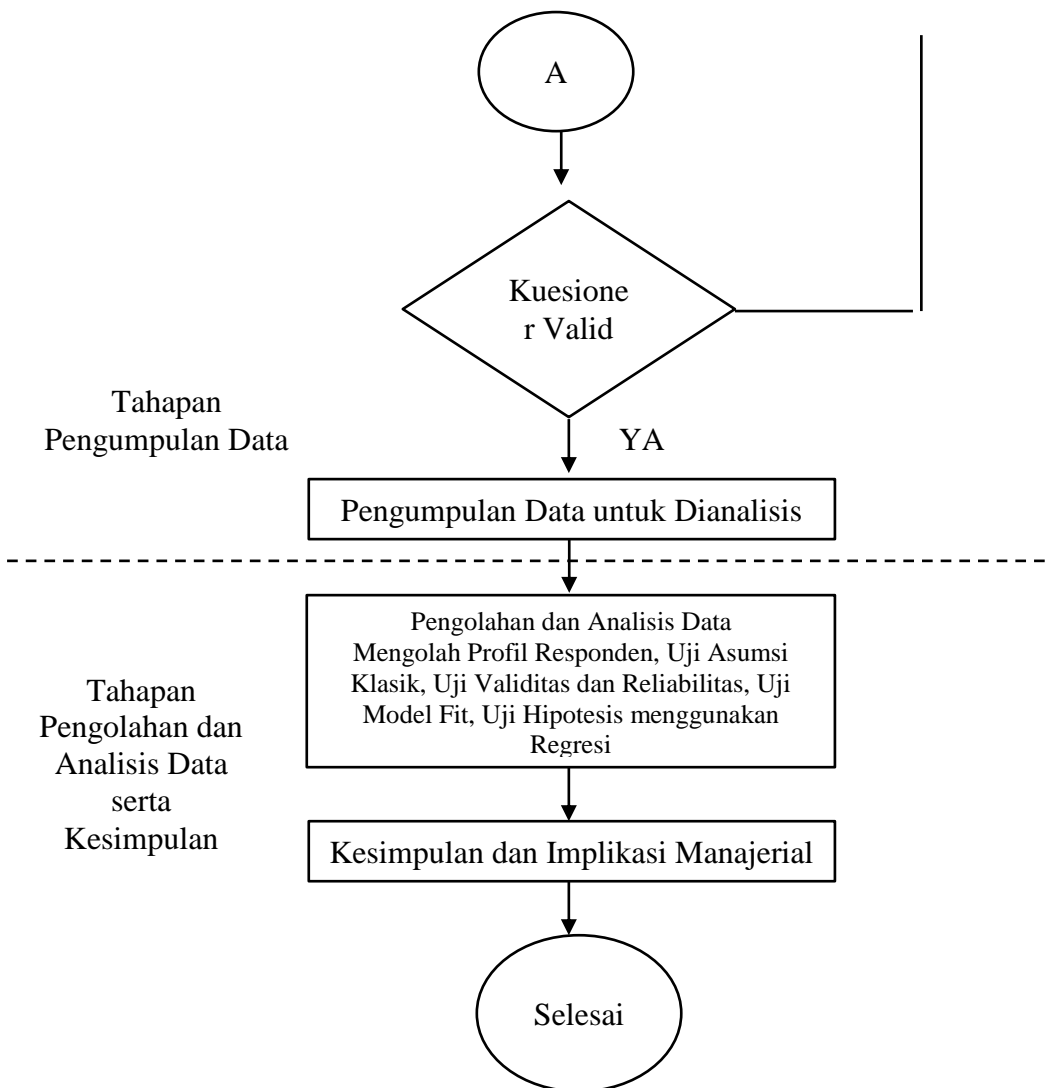 A
Kuesione
r Valid
Tahapan
Pengumpulan Data
YA
Pengumpulan Data untuk Dianalisis
Pengolahan dan Analisis Data
Mengolah Profil Responden, Uji Asumsi
Klasik, Uji Validitas dan Reliabilitas, Uji
Model Fit, Uji Hipotesis menggunakan
Regresi
Tahapan
Pengolahan dan
Analisis Data
serta
Kesimpulan
Kesimpulan dan Implikasi Manajerial
Selesai